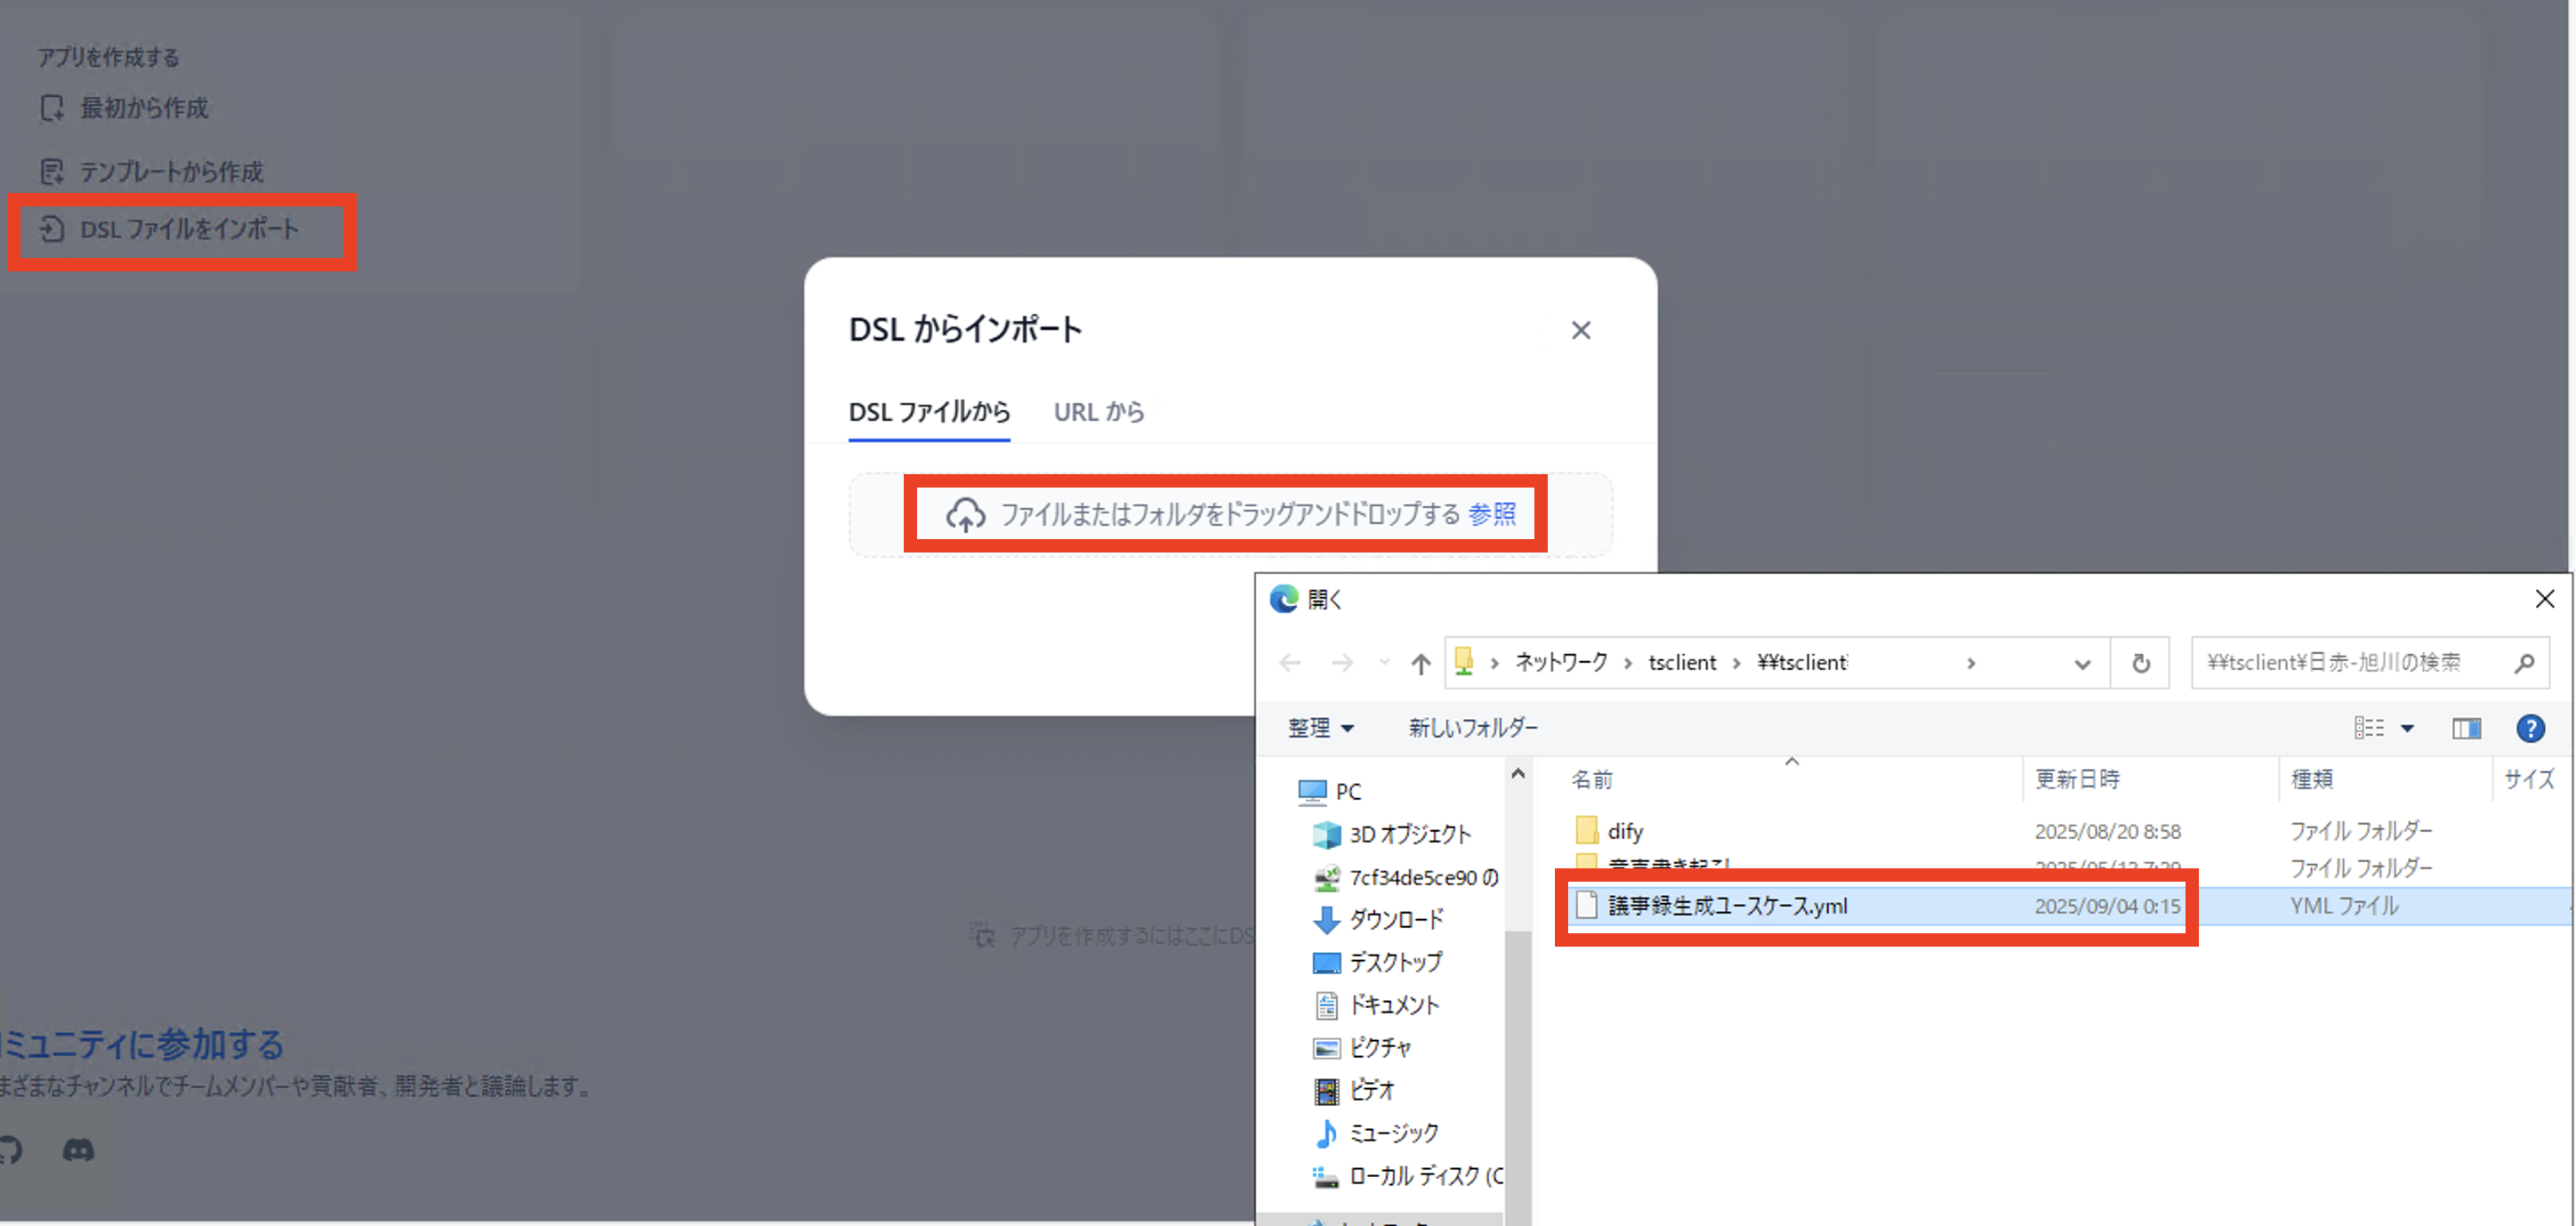 アプリを作成する
最初から作成
テンプレートから作成
DSL ファイルをインポート
DSL からインポート
DSL ファイルから
URL から
ファイルまたはフォルダをドラッグアンドドロップする 参照
アプリを作成するにはここにDS
ミュニティに参加する
まざまなチャンネルでチームメンバーや貢献者、開発者と議論します。
開く
ネットワーク › tsclient › ¥¥tsclient ›
¥¥tsclient¥日赤-旭川の検索
整理
新しいフォルダー
PC
3D オブジェクト
7cf34de5ce90 の
ダウンロード
デスクトップ
ドキュメント
ピクチャ
ビデオ
ミュージック
ローカル ディスク (C
名前 更新日時 種類 サイズ
dify 2025/08/20 8:58 ファイル フォルダー
ファイル フォルダー
議事録生成ユースケース.yml 2025/09/04 0:15 YML ファイル